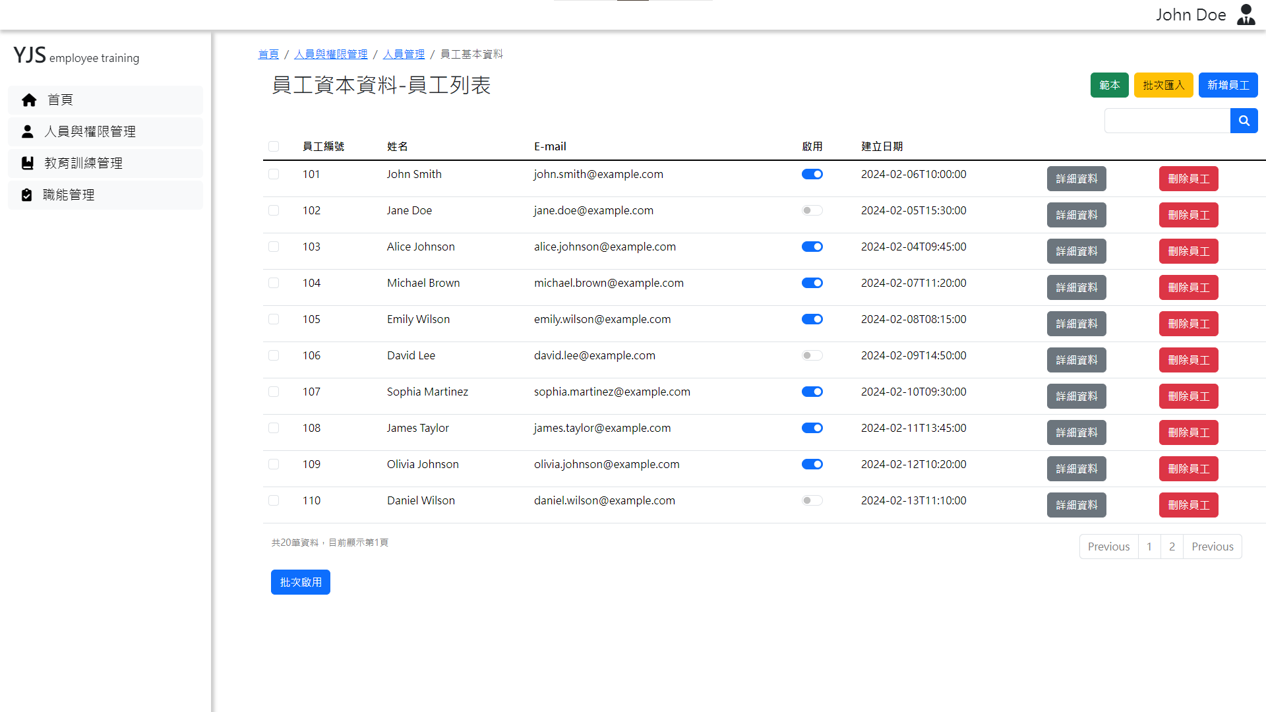 John Doe
YJS employee training
首頁
人員與權限管理
教育訓練管理
職能管理
首頁 / 人員與權限管理 / 人員管理 / 員工基本資料
員工資本資料-員工列表
範本 批次匯入 新增員工
員工編號 姓名 E-mail 啟用 建立日期
101 John Smith john.smith@example.com 2024-02-06T10:00:00 詳細資料 刪除員工
102 Jane Doe jane.doe@example.com 2024-02-05T15:30:00 詳細資料 刪除員工
103 Alice Johnson alice.johnson@example.com 2024-02-04T09:45:00 詳細資料 刪除員工
104 Michael Brown michael.brown@example.com 2024-02-07T11:20:00 詳細資料 刪除員工
105 Emily Wilson emily.wilson@example.com 2024-02-08T08:15:00 詳細資料 刪除員工
106 David Lee david.lee@example.com 2024-02-09T14:50:00 詳細資料 刪除員工
107 Sophia Martinez sophia.martinez@example.com 2024-02-10T09:30:00 詳細資料 刪除員工
108 James Taylor james.taylor@example.com 2024-02-11T13:45:00 詳細資料 刪除員工
109 Olivia Johnson olivia.johnson@example.com 2024-02-12T10:20:00 詳細資料 刪除員工
110 Daniel Wilson daniel.wilson@example.com 2024-02-13T11:10:00 詳細資料 刪除員工
共20筆資料，目前顯示第1頁
Previous 1 2 Previous
批次啟用